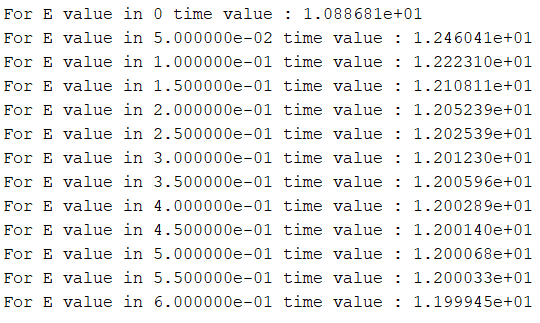 For E value in 0 time value : 1.088681e+01
For E value in 5.000000e-02 time value : 1.246041e+01
For E value in 1.000000e-01 time value : 1.222310e+01
For E value in 1.500000e-01 time value : 1.210811e+01
For E value in 2.000000e-01 time value : 1.205239e+01
For E value in 2.500000e-01 time value : 1.202539e+01
For E value in 3.000000e-01 time value : 1.201230e+01
For E value in 3.500000e-01 time value : 1.200596e+01
For E value in 4.000000e-01 time value : 1.200289e+01
For E value in 4.500000e-01 time value : 1.200140e+01
For E value in 5.000000e-01 time value : 1.200068e+01
For E value in 5.500000e-01 time value : 1.200033e+01
For E value in 6.000000e-01 time value : 1.199945e+01